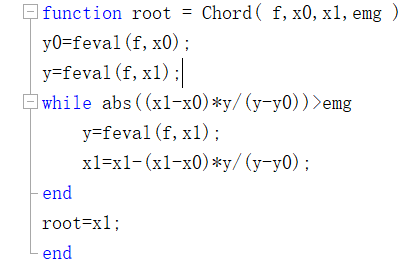 function root = Chord( f,x0,x1,emg )
y0=feval(f,x0);
y=feval(f,x1);
while abs((x1-x0)*y/(y-y0))>emg
y=feval(f,x1);
x1=x1-(x1-x0)*y/(y-y0);
end
root=x1;
end